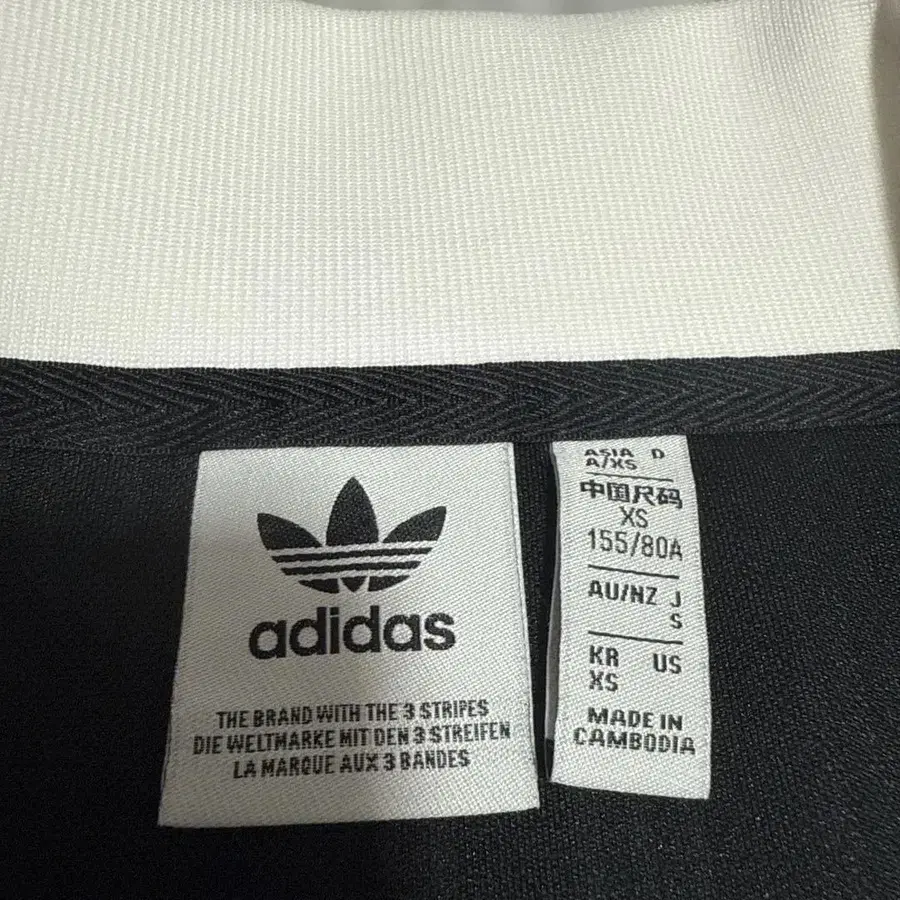 adidas
THE BRAND WITH THE 3 STRIPES
DIE WELTMARKE MIT DEN 3 STREIFEN
LA MARQUE AUX 3 BANDES
ASIA D
A/XS
中国尺码
XS
155/80A
AU/NZ J
S
KR US
XS
MADE IN
CAMBODIA